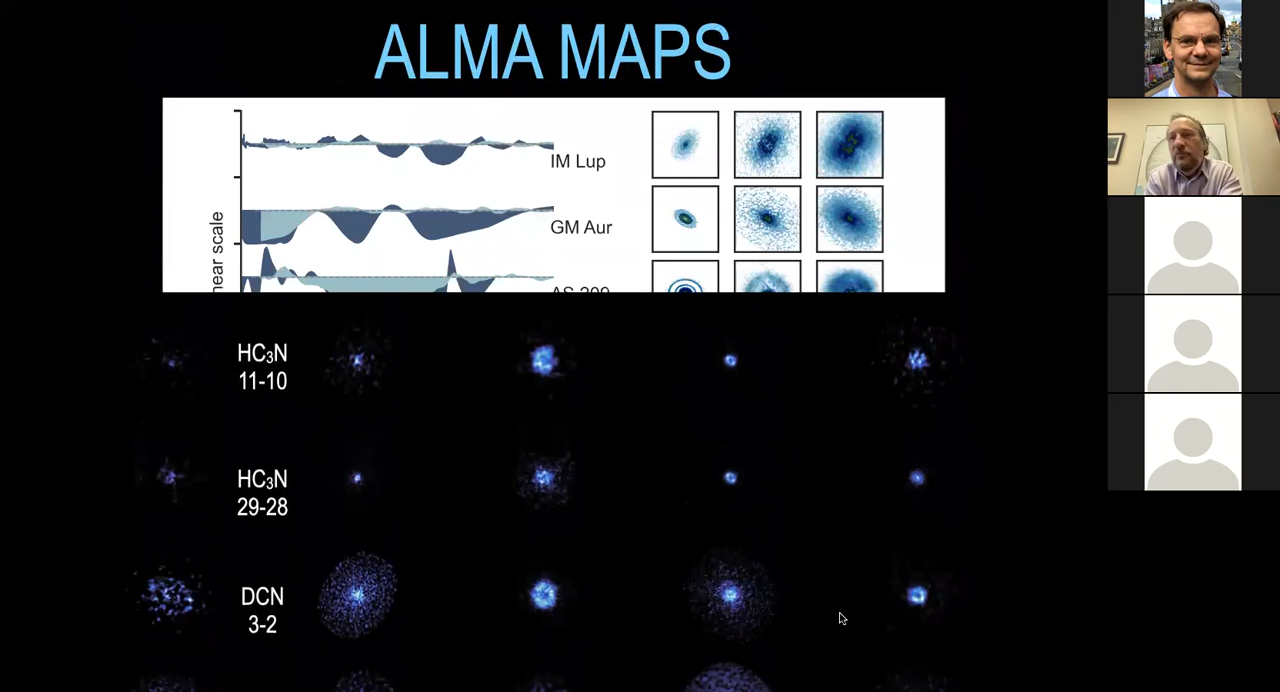 ALMA MAPS
IM Lup
GM Aur
near scale
HC₃N
11-10
HC₃N
29-28
DCN
3-2